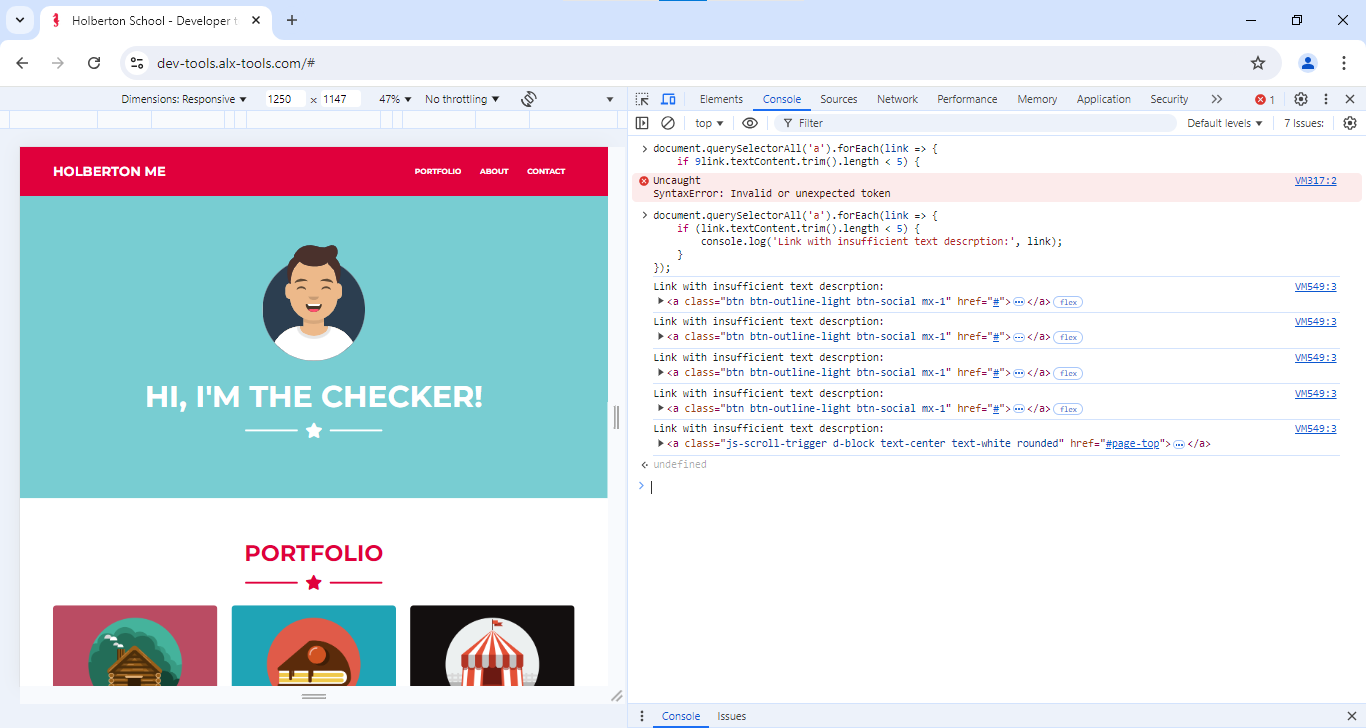 Holberton School - Developer t
dev-tools.alx-tools.com/#
Dimensions: Responsive 1250 x 1147 47% No throttling
Elements Console Sources Network Performance Memory Application Security 1
top Filter Default levels 7 Issues:
HOLBERTON ME PORTFOLIO ABOUT CONTACT
HI, I'M THE CHECKER!
PORTFOLIO
document.querySelectorAll('a').forEach(link => {
if 9link.textContent.trim().length < 5) {
Uncaught VM317:2
SyntaxError: Invalid or unexpected token
document.querySelectorAll('a').forEach(link => {
if (link.textContent.trim().length < 5) {
console.log('Link with insufficient text descrption:', link);
}
});
Link with insufficient text descrption: VM549:3
<a class="btn btn-outline-light btn-social mx-1" href="#">…</a> flex
Link with insufficient text descrption: VM549:3
<a class="btn btn-outline-light btn-social mx-1" href="#">…</a> flex
Link with insufficient text descrption: VM549:3
<a class="btn btn-outline-light btn-social mx-1" href="#">…</a> flex
Link with insufficient text descrption: VM549:3
<a class="btn btn-outline-light btn-social mx-1" href="#">…</a> flex
Link with insufficient text descrption: VM549:3
<a class="js-scroll-trigger d-block text-center text-white rounded" href="#page-top">…</a>
undefined
Console Issues